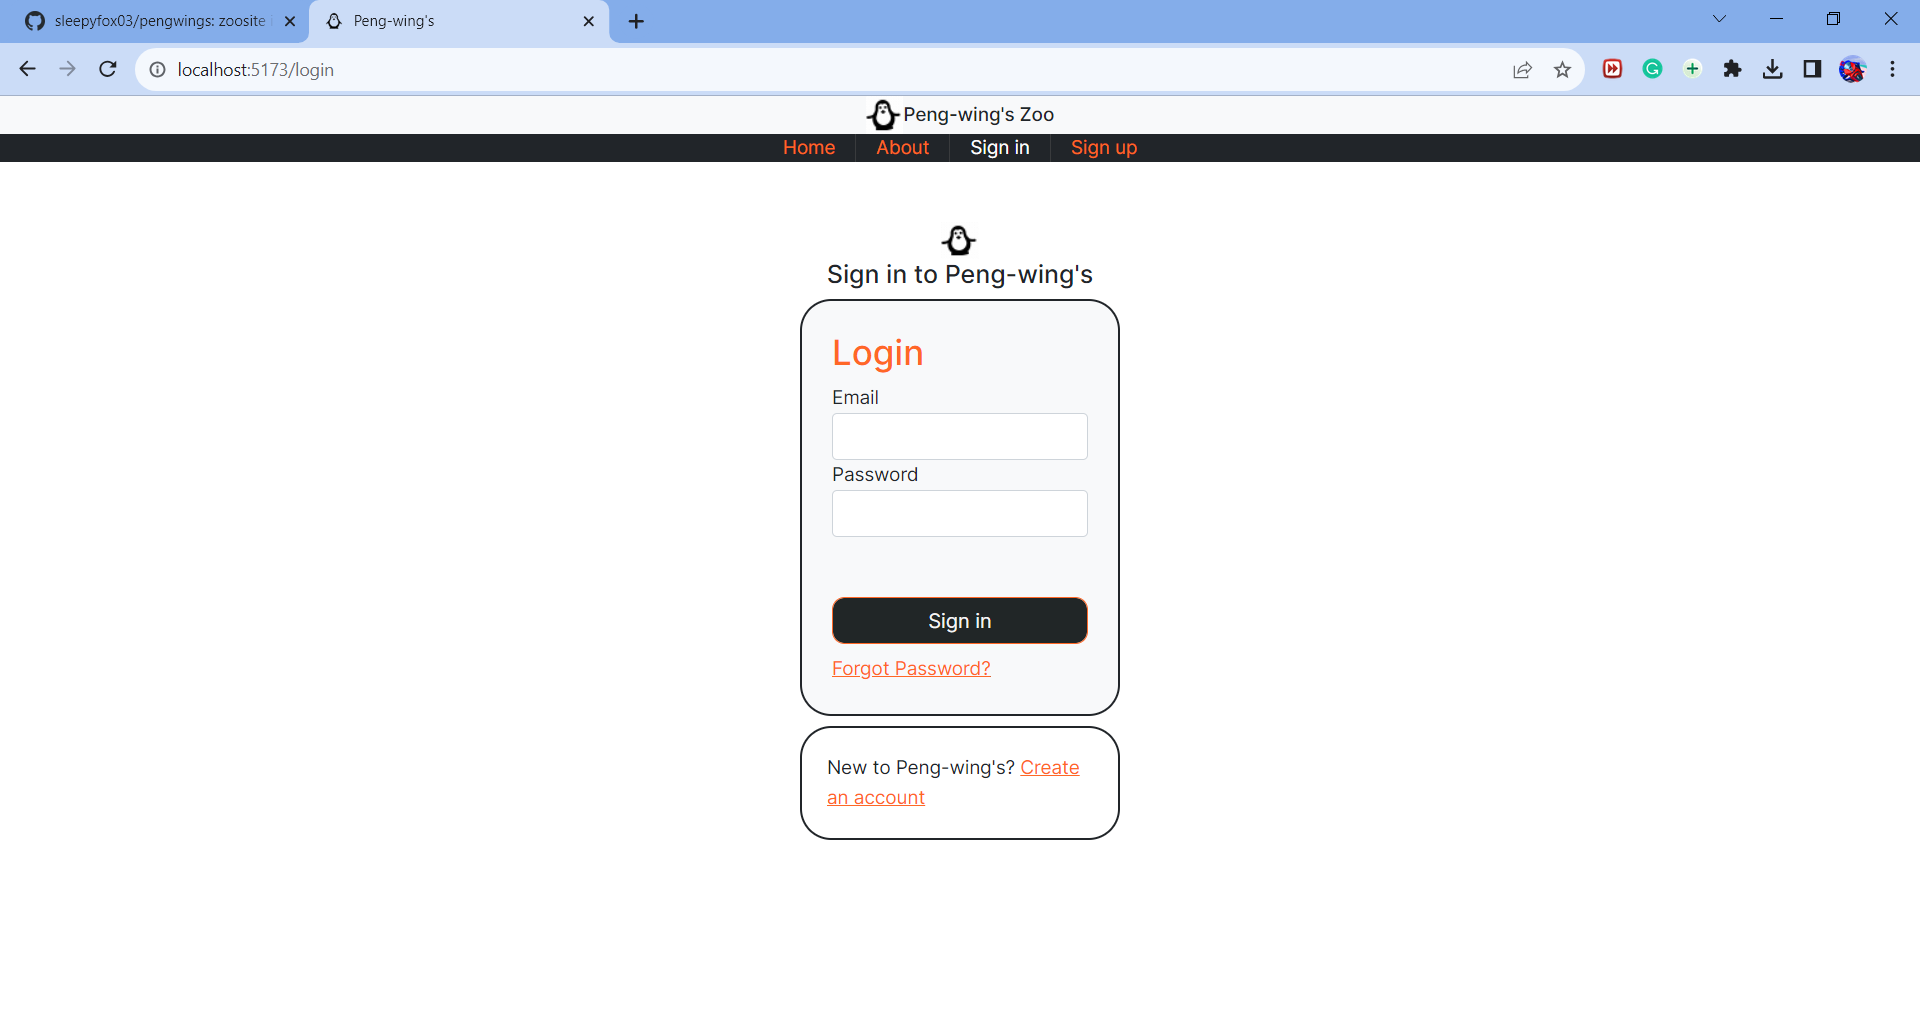 sleepyfox03/pengwings: zoosite
Peng-wing's
localhost:5173/login
Peng-wing's Zoo
Home About Sign in Sign up
Sign in to Peng-wing's
Login
Email
Password
Sign in
Forgot Password?
New to Peng-wing's? Create
an account